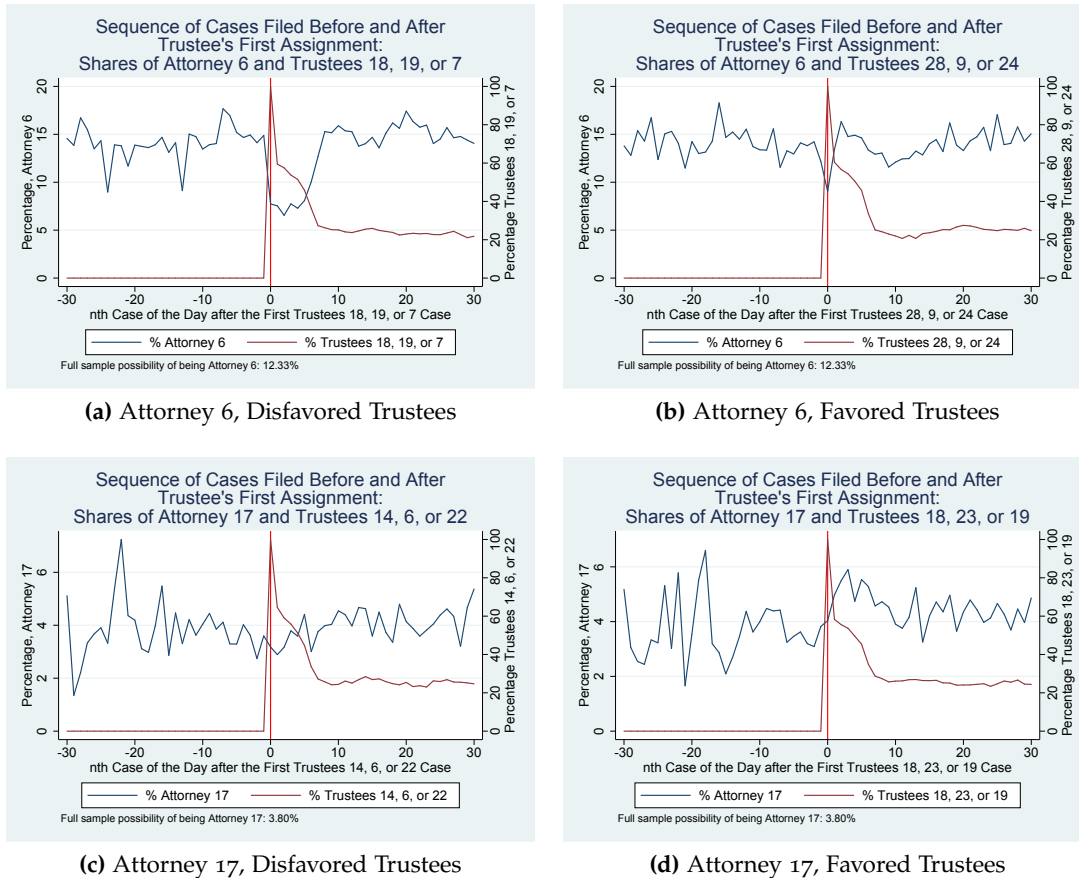 Sequence of Cases Filed Before and After
Trustee's First Assignment:
Shares of Attorney 6 and Trustees 18, 19, or 7
Percentage, Attorney 6
0 5 10 15 20
Percentage Trustees 18, 19, or 7
0 20 40 60 80 100
-30 -20 -10 0 10 20 30
nth Case of the Day after the First Trustees 18, 19, or 7 Case
% Attorney 6 % Trustees 18, 19, or 7
Full sample possibility of being Attorney 6: 12.33%
(a) Attorney 6, Disfavored Trustees
Sequence of Cases Filed Before and After
Trustee's First Assignment:
Shares of Attorney 6 and Trustees 28, 9, or 24
Percentage, Attorney 6
0 5 10 15 20
Percentage Trustees 28, 9, or 24
0 20 40 60 80 100
-30 -20 -10 0 10 20 30
nth Case of the Day after the First Trustees 28, 9, or 24 Case
% Attorney 6 % Trustees 28, 9, or 24
Full sample possibility of being Attorney 6: 12.33%
(b) Attorney 6, Favored Trustees
Sequence of Cases Filed Before and After
Trustee's First Assignment:
Shares of Attorney 17 and Trustees 14, 6, or 22
Percentage, Attorney 17
0 2 4 6
Percentage Trustees 14, 6, or 22
0 20 40 60 80 100
-30 -20 -10 0 10 20 30
nth Case of the Day after the First Trustees 14, 6, or 22 Case
% Attorney 17 % Trustees 14, 6, or 22
Full sample possibility of being Attorney 17: 3.80%
(c) Attorney 17, Disfavored Trustees
Sequence of Cases Filed Before and After
Trustee's First Assignment:
Shares of Attorney 17 and Trustees 18, 23, or 19
Percentage, Attorney 17
0 2 4 6
Percentage Trustees 18, 23, or 19
0 20 40 60 80 100
-30 -20 -10 0 10 20 30
nth Case of the Day after the First Trustees 18, 23, or 19 Case
% Attorney 17 % Trustees 18, 23, or 19
Full sample possibility of being Attorney 17: 3.80%
(d) Attorney 17, Favored Trustees